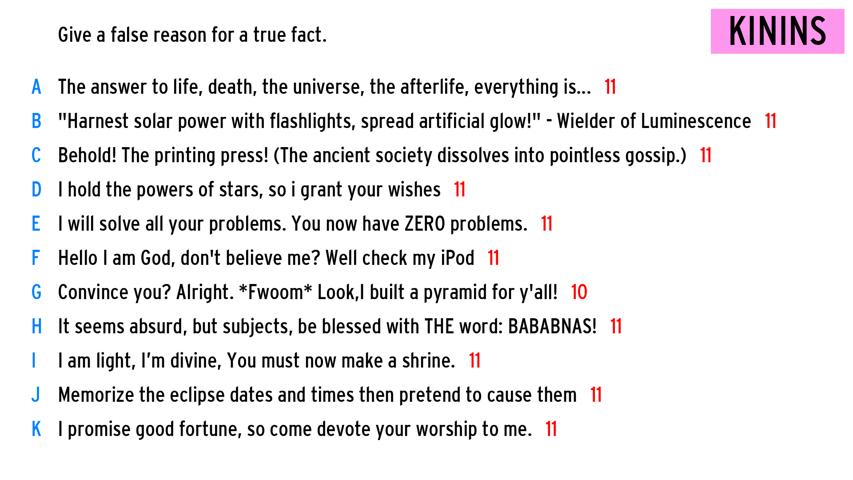 Give a false reason for a true fact.
KININS
A The answer to life, death, the universe, the afterlife, everything is... 11
B "Harnest solar power with flashlights, spread artificial glow!" - Wielder of Luminescence 11
C Behold! The printing press! (The ancient society dissolves into pointless gossip.) 11
D I hold the powers of stars, so i grant your wishes 11
E I will solve all your problems. You now have ZERO problems. 11
F Hello I am God, don't believe me? Well check my iPod 11
G Convince you? Alright. *Fwoom* Look,I built a pyramid for y'all! 10
H It seems absurd, but subjects, be blessed with THE word: BABABNAS! 11
I I am light, I’m divine, You must now make a shrine. 11
J Memorize the eclipse dates and times then pretend to cause them 11
K I promise good fortune, so come devote your worship to me. 11